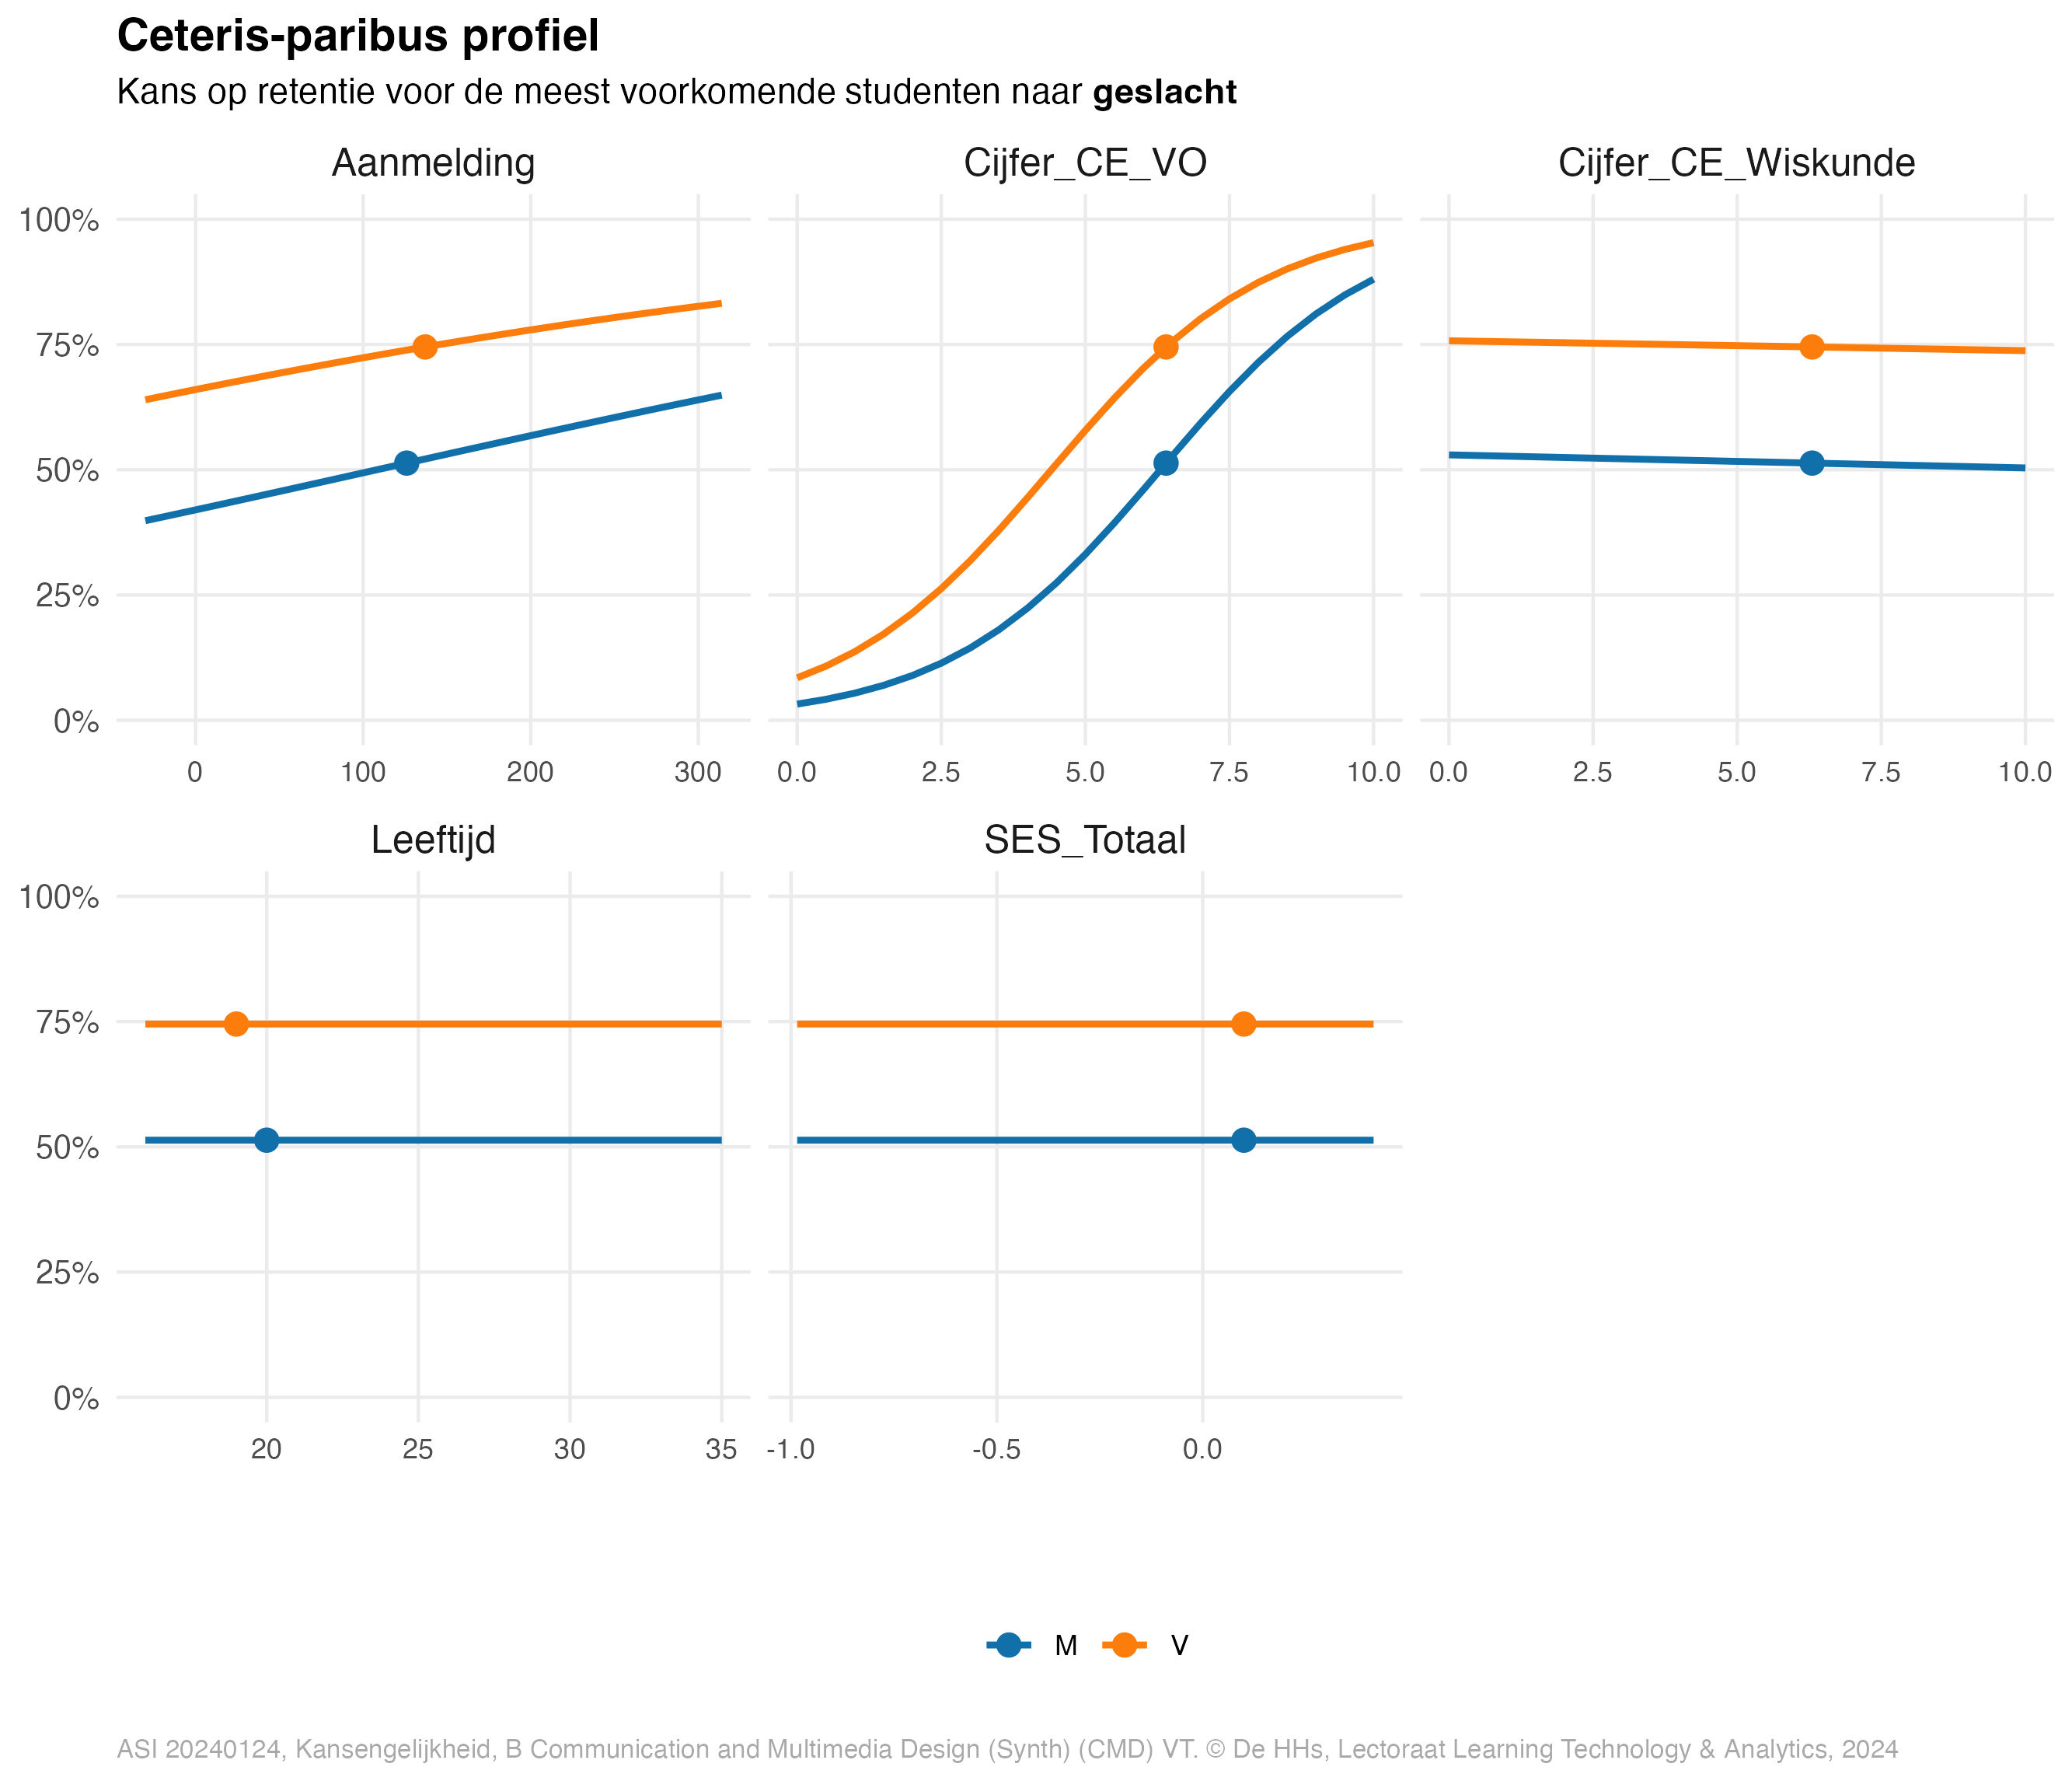 Ceteris-paribus profiel
Kans op retentie voor de meest voorkomende studenten naar geslacht
Aanmelding
Cijfer_CE_VO
Cijfer_CE_Wiskunde
100%
75%
50%
25%
0%
0 100 200 300
0.0 2.5 5.0 7.5 10.0
0.0 2.5 5.0 7.5 10.0
Leeftijd
SES_Totaal
100%
75%
50%
25%
0%
20 25 30 35
-1.0 -0.5 0.0
M V
ASI 20240124, Kansengelijkheid, B Communication and Multimedia Design (Synth) (CMD) VT. © De HHs, Lectoraat Learning Technology & Analytics, 2024